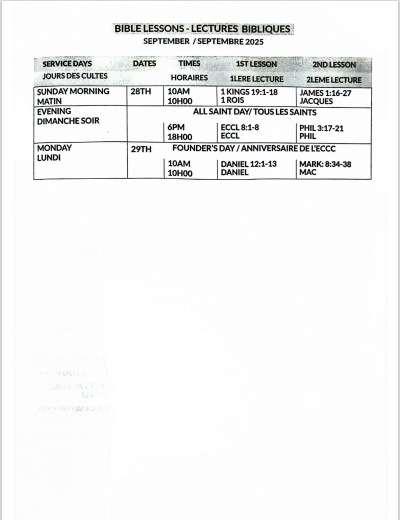 BIBLE LESSONS - LECTURES BIBLIQUES
SEPTEMBER / SEPTEMBRE 2025
SERVICE DAYS DATES TIMES 1ST LESSON 2ND LESSON
JOURS DES CULTES HORAIRES 1LERE LECTURE 2LEME LECTURE
SUNDAY MORNING 28TH 10AM 1 KINGS 19:1-18 JAMES 1:16-27
MATIN 10H00 1 ROIS JACQUES
EVENING ALL SAINT DAY/ TOUS LES SAINTS
DIMANCHE SOIR
6PM ECCL 8:1-8 PHIL 3:17-21
18H00 ECCL PHIL
MONDAY 29TH FOUNDER'S DAY / ANNIVERSAIRE DE L'ECCC
LUNDI
10AM DANIEL 12:1-13 MARK: 8:34-38
10H00 DANIEL MAC